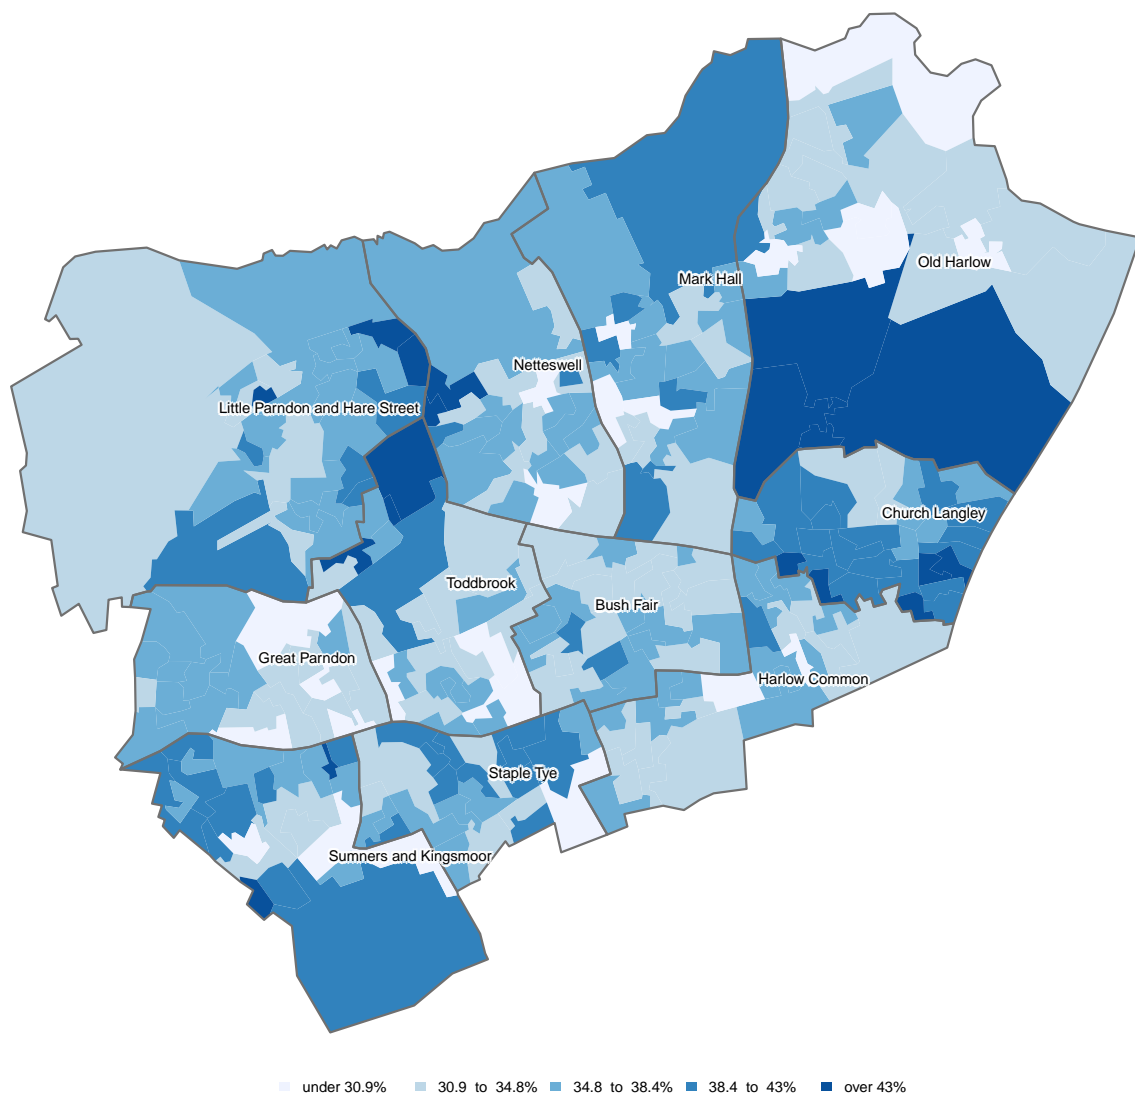 Old Harlow
Mark Hall
Netteswell
Little Parndon and Hare Street
Church Langley
Toddbrook
Bush Fair
Great Parndon
Harlow Common
Staple Tye
Sumners and Kingsmoor
under 30.9% 30.9 to 34.8% 34.8 to 38.4% 38.4 to 43% over 43%